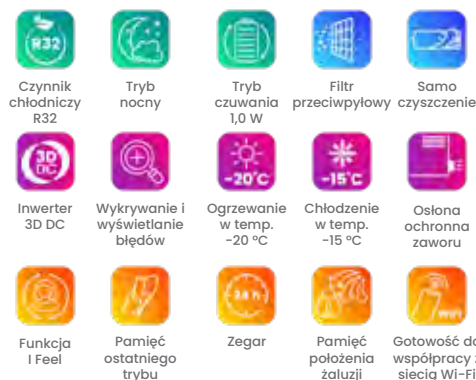 R32
Czynnik chłodniczy R32
Tryb nocny
Tryb czuwania 1,0 W
Filtr przeciwpyłowy
Samo czyszczenie
3D DC
Inwerter 3D DC
Wykrywanie i wyświetlanie błędów
-20°C
Ogrzewanie w temp. -20 °C
-15°C
Chłodzenie w temp. -15 °C
Osłona ochronna zaworu
Funkcja I Feel
Pamięć ostatniego trybu
24 h
Zegar
Pamięć położenia żaluzji
WIFI
Gotowość do współpracy z siecią Wi-Fi